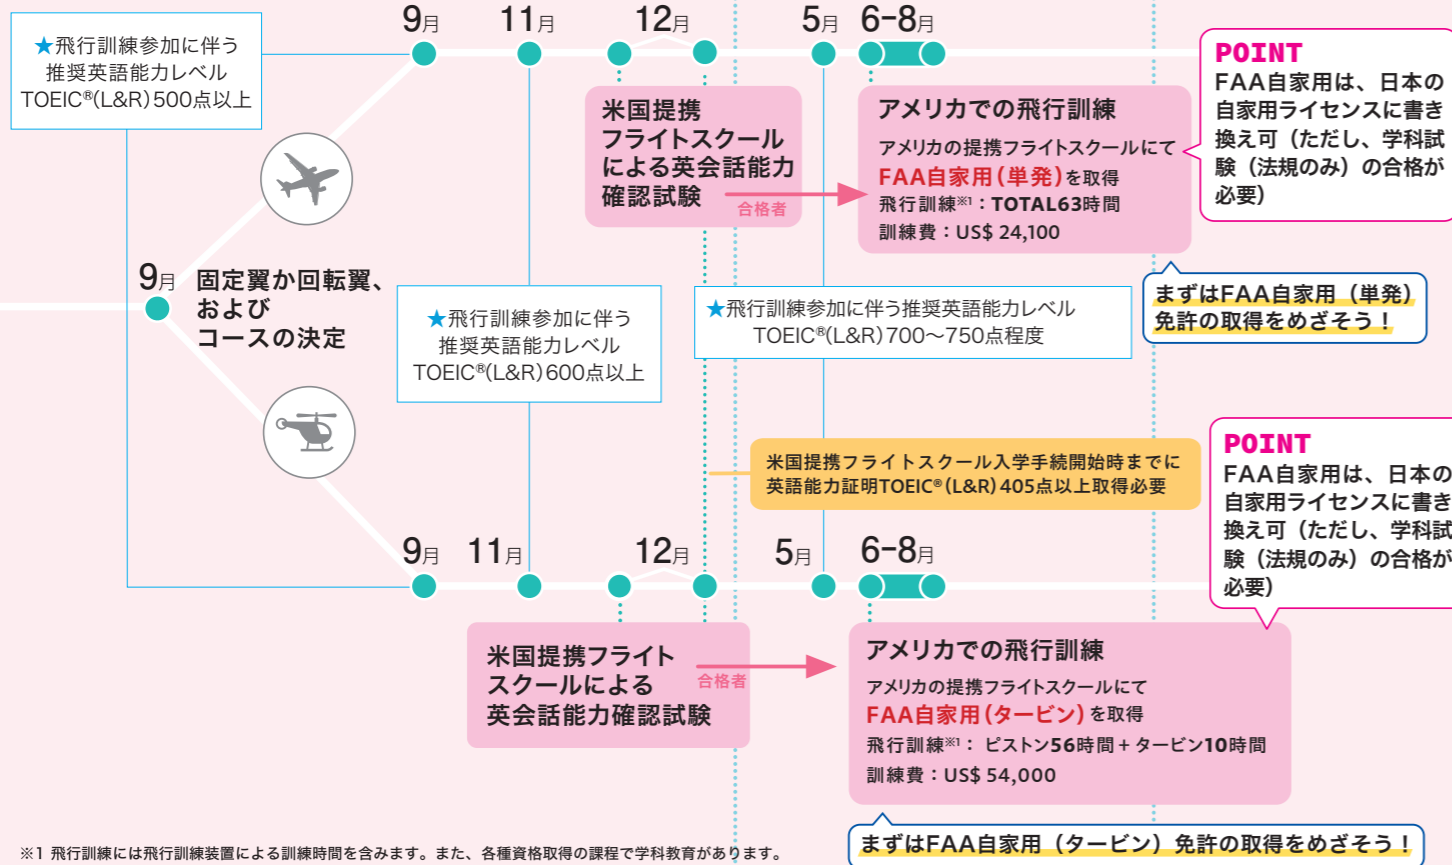 ★飛行訓練参加に伴う
推奨英語能力レベル
TOEIC®(L&R)500点以上
9月
11月
12月
5月
6-8月
米国提携
フライトスクール
による英会話能力
確認試験
合格者
アメリカでの飛行訓練
アメリカの提携フライトスクールにて
FAA自家用(単発)を取得
飛行訓練※1：TOTAL63時間
訓練費：US$ 24,100
POINT
FAA自家用は、日本の
自家用ライセンスに書き
換え可（ただし、学科試
験（法規のみ）の合格が
必要）
まずはFAA自家用（単発）
免許の取得をめざそう！
9月
固定翼か回転翼、
および
コースの決定
★飛行訓練参加に伴う
推奨英語能力レベル
TOEIC®(L&R)600点以上
★飛行訓練参加に伴う推奨英語能力レベル
TOEIC®(L&R)700〜750点程度
米国提携フライトスクール入学手続開始時までに
英語能力証明TOEIC®(L&R)405点以上取得必要
9月
11月
12月
5月
6-8月
米国提携フライト
スクールによる
英会話能力確認試験
合格者
アメリカでの飛行訓練
アメリカの提携フライトスクールにて
FAA自家用(タービン)を取得
飛行訓練※1：ピストン56時間＋タービン10時間
訓練費：US$ 54,000
POINT
FAA自家用は、日本の
自家用ライセンスに書き
換え可（ただし、学科試
験（法規のみ）の合格が
必要）
まずはFAA自家用（タービン）免許の取得をめざそう！
※1 飛行訓練には飛行訓練装置による訓練時間を含みます。また、各種資格取得の課程で学科教育があります。